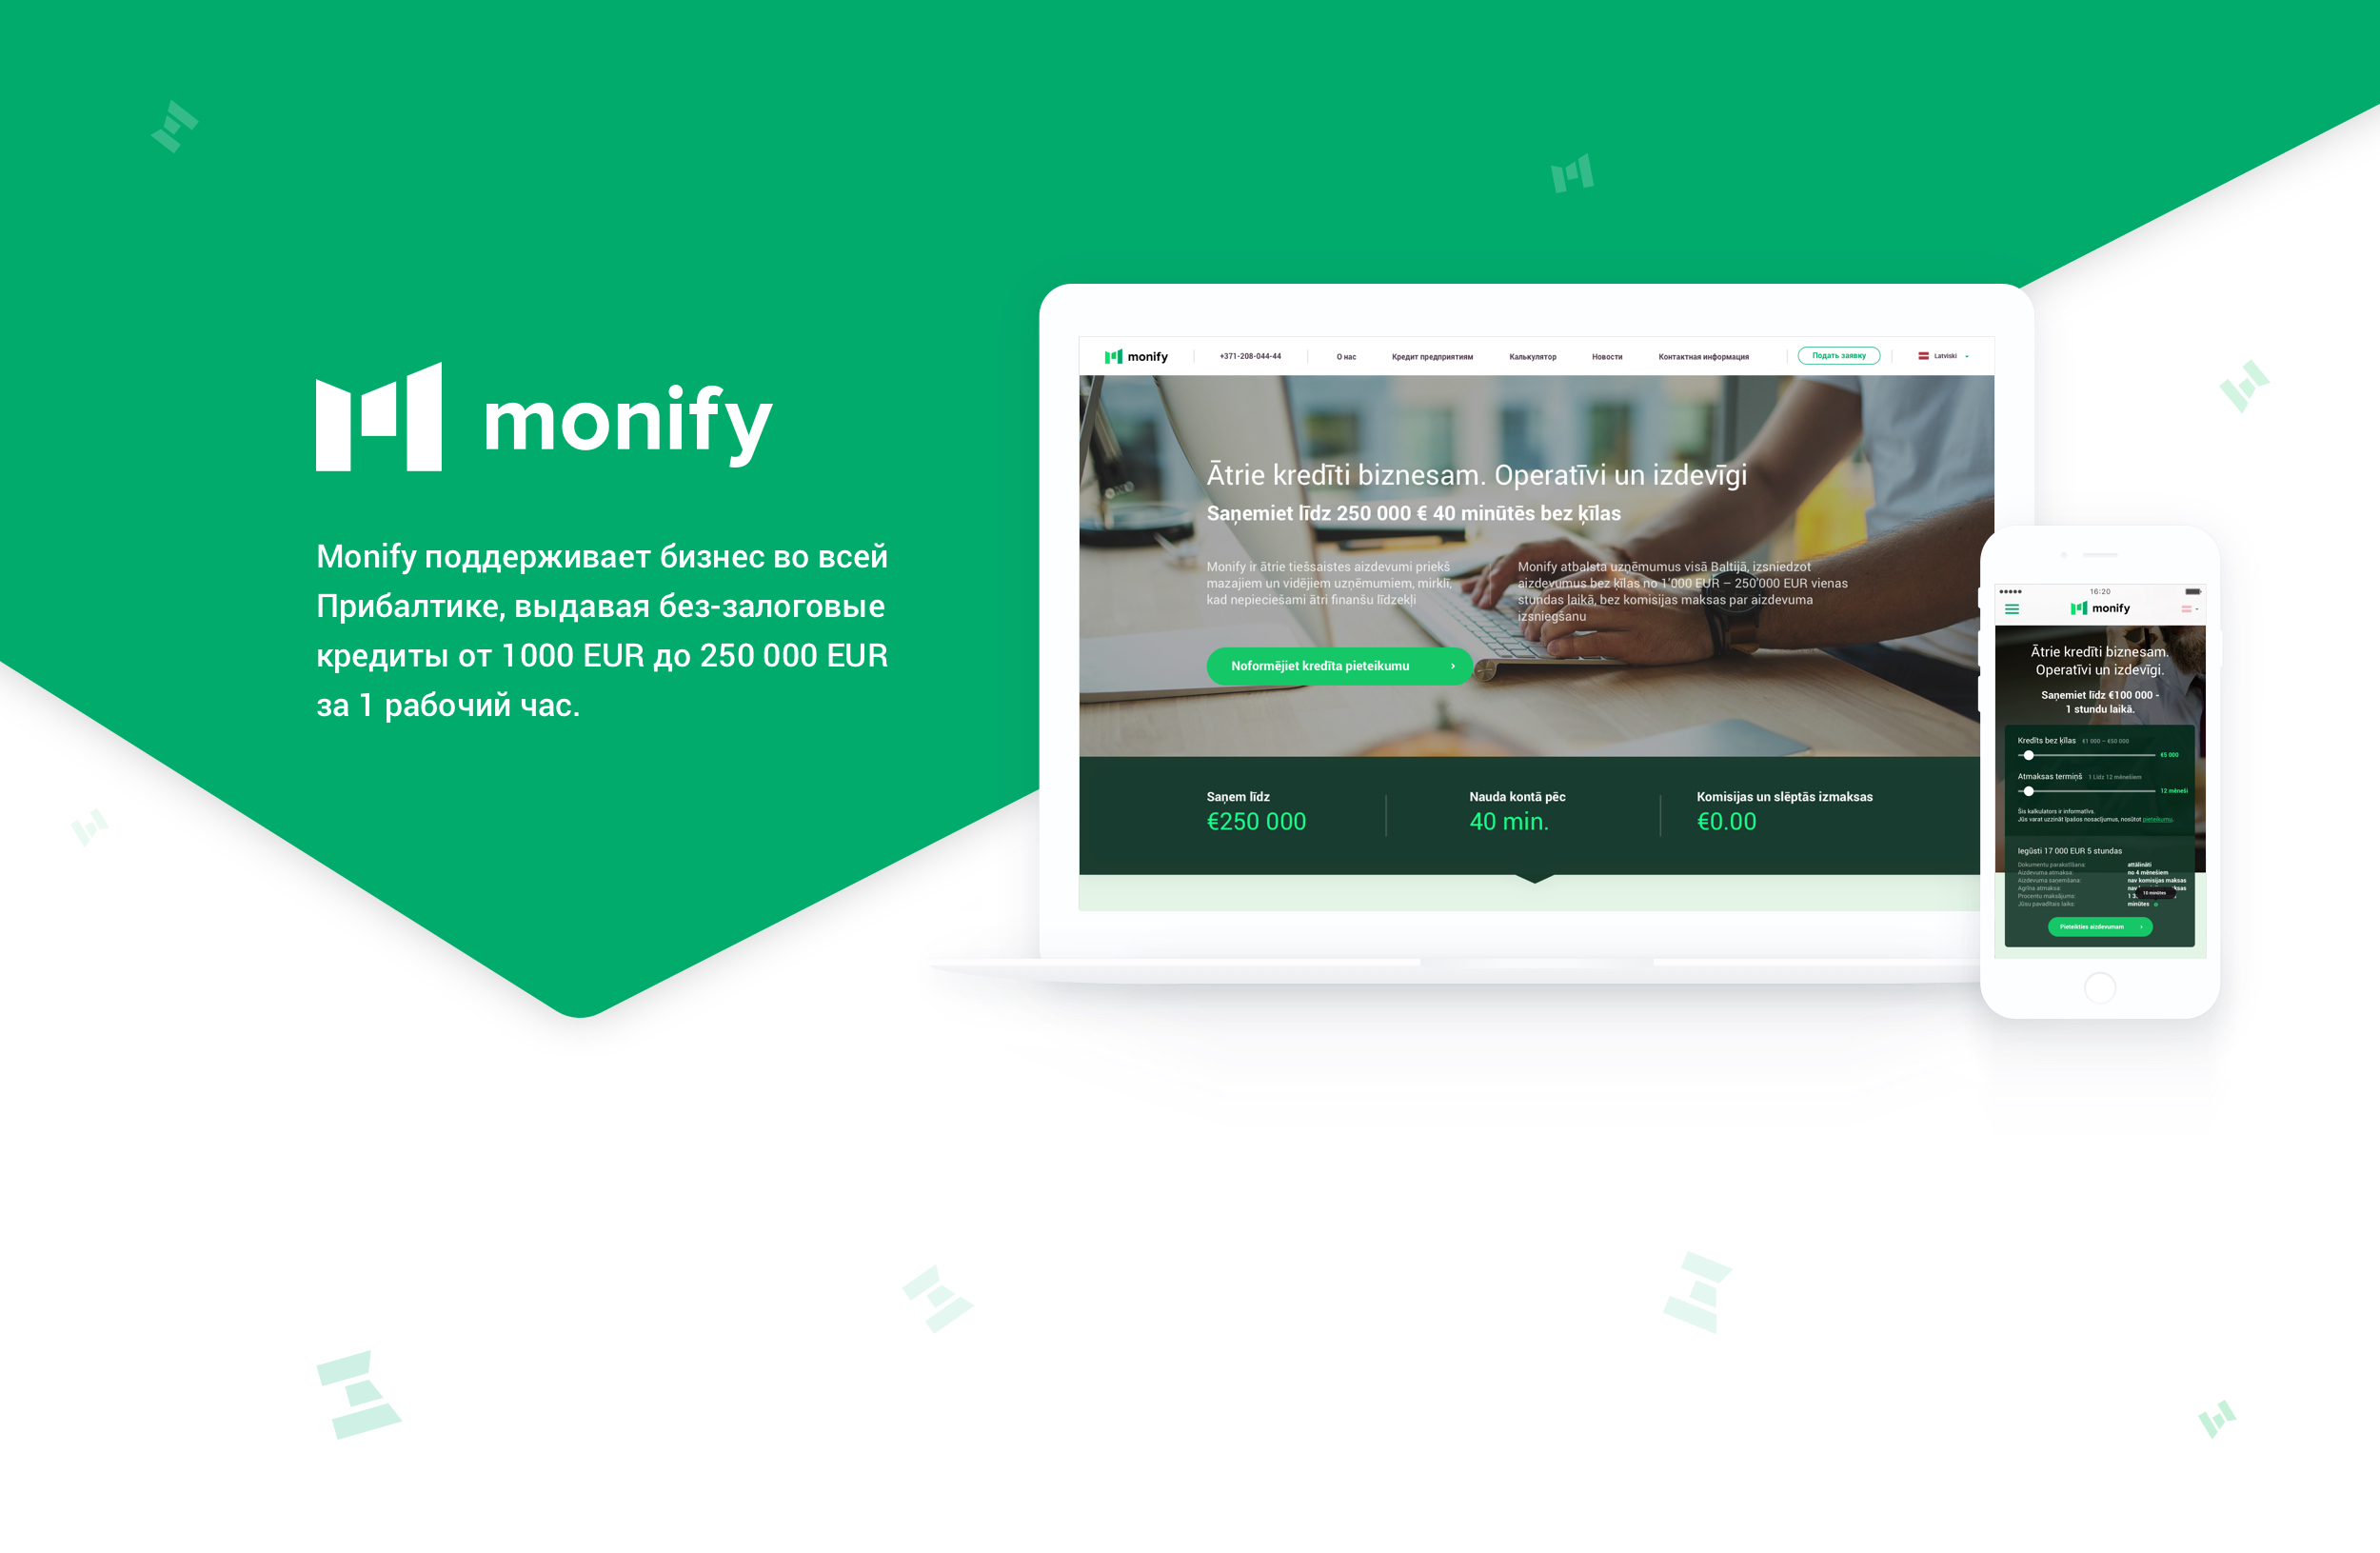 monify
Monify поддерживает бизнес во всей
Прибалтике, выдавая без-залоговые
кредиты от 1000 EUR до 250 000 EUR
за 1 рабочий час.
monify +371-208-044-44 О нас Кредит предприятиям Калькулятор Новости Контактная информация Подать заявку Latviski
Ātrie kredīti biznesam. Operatīvi un izdevīgi
Saņemiet līdz 250 000 € 40 minūtēs bez ķīlas
Monify ir ātrie tiešsaistes aizdevumi priekš
mazajiem un vidējiem uzņēmumiem, mirklī,
kad nepieciešami ātri finanšu līdzekļi
Monify atbalsta uzņēmumus visā Baltijā, izsniedzot
aizdevumus bez ķīlas no 1'000 EUR – 250'000 EUR vienas
stundas laikā, bez komisijas maksas par aizdevuma
izsniegšanu
Noformējiet kredīta pieteikumu
Saņem līdz
€250 000
Nauda kontā pēc
40 min.
Komisijas un slēptās izmaksas
€0.00
16:20
monify
Ātrie kredīti biznesam.
Operatīvi un izdevīgi.
Saņemiet līdz €100 000 -
1 stundu laikā.
Kredīts bez ķīlas €1 000 – €50 000
€5 000
Atmaksas termiņš 1 Līdz 12 mēnešiem
12 mēneši
Šis kalkulators ir informatīvs.
Jūs varat uzzināt īpašos nosacījumus, nosūtot pieteikumu.
Iegūsti 17 000 EUR 5 stundas
Dokumentu parakstīšana: attālināti
Aizdevuma atmaksa: no 4 mēnešiem
Aizdevuma saņemšana: nav komisijas maksas
Agrīna atmaksa:
Procentu maksājums:
10 minūtes
Jūsu pavadītais laiks: minūtes
Pieteikties aizdevumam